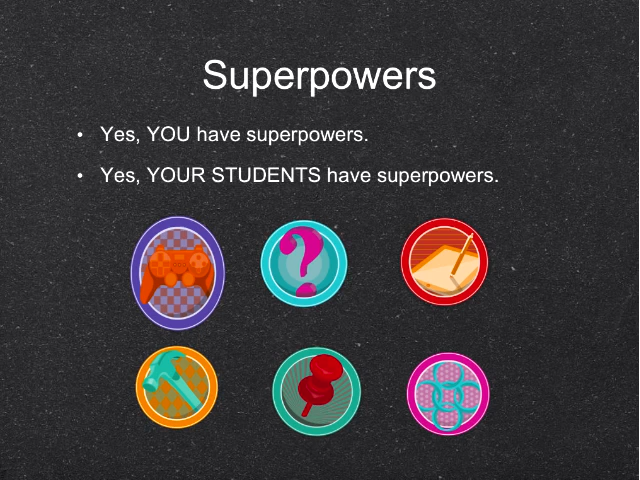 Superpowers
• Yes, YOU have superpowers.
• Yes, YOUR STUDENTS have superpowers.
?